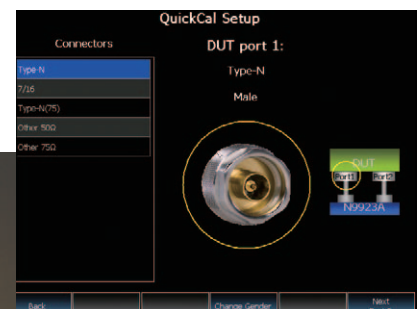 QuickCal Setup
Connectors
DUT port 1:
Type-N
7/16
Type-N(75)
Other 50Ω
Other 75Ω
Type-N
Male
DUT
Port1 Port2
N9923A
Back
Change Gender
Next